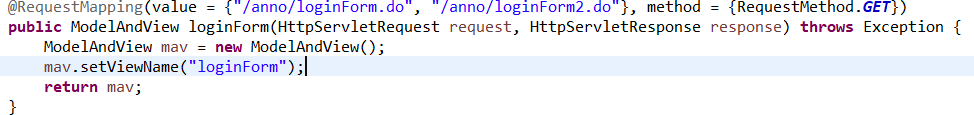 @RequestMapping(value = {"/anno/loginForm.do", "/anno/loginForm2.do"}, method = {RequestMethod.GET})
public ModelAndView loginForm(HttpServletRequest request, HttpServletResponse response) throws Exception {
    ModelAndView mav = new ModelAndView();
    mav.setViewName("loginForm");
    return mav;
}